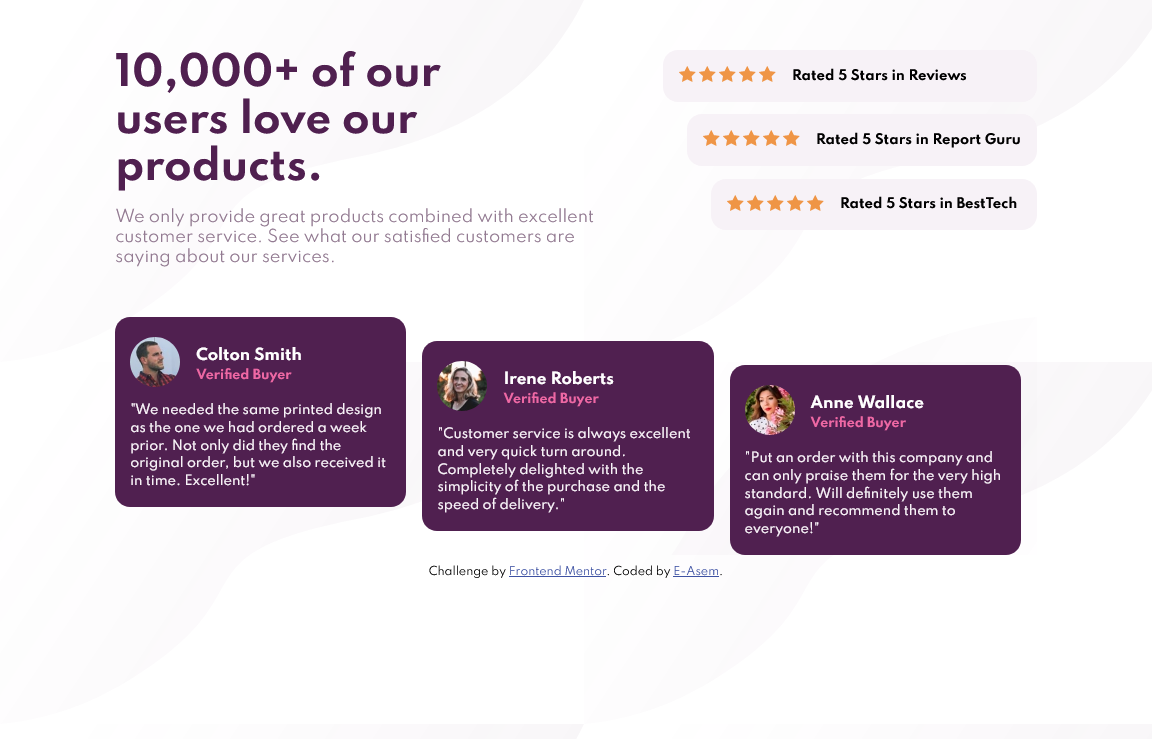 10,000+ of our
users love our
products.
We only provide great products combined with excellent
customer service. See what our satisfied customers are
saying about our services.
Rated 5 Stars in Reviews
Rated 5 Stars in Report Guru
Rated 5 Stars in BestTech
Colton Smith
Verified Buyer
"We needed the same printed design
as the one we had ordered a week
prior. Not only did they find the
original order, but we also received it
in time. Excellent!"
Irene Roberts
Verified Buyer
"Customer service is always excellent
and very quick turn around.
Completely delighted with the
simplicity of the purchase and the
speed of delivery."
Anne Wallace
Verified Buyer
"Put an order with this company and
can only praise them for the very high
standard. Will definitely use them
again and recommend them to
everyone!"
Challenge by Frontend Mentor. Coded by E-Asem.